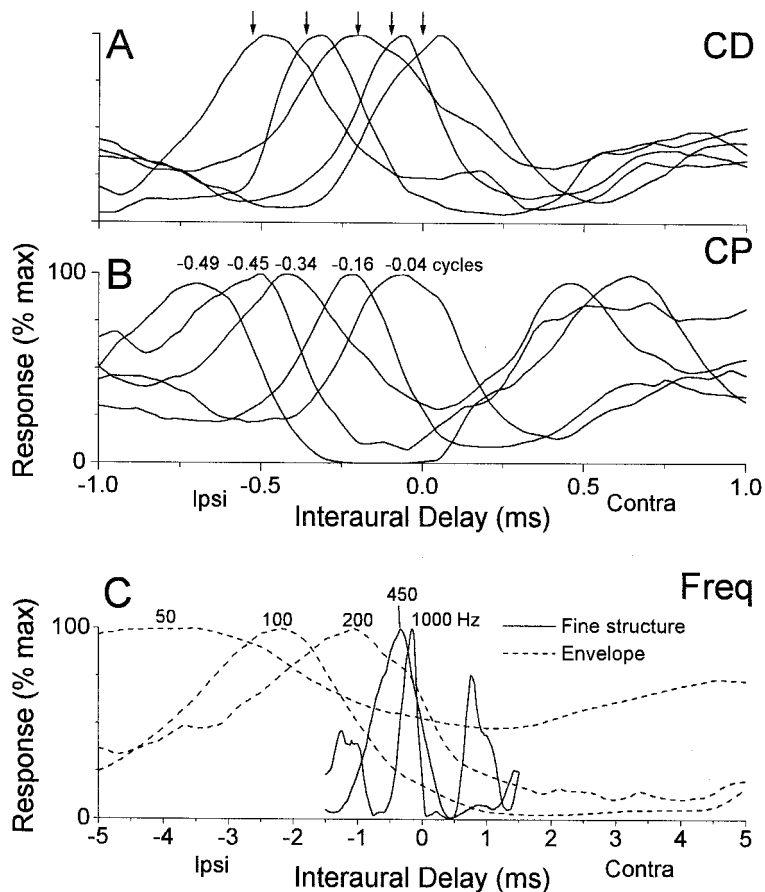 A
CD
B
CP
-0.49 -0.45 -0.34 -0.16 -0.04 cycles
Response (% max)
100
0
-1.0 -0.5 0.0 0.5 1.0
Ipsi
Contra
Interaural Delay (ms)
C
Freq
50 100 200 450 1000 Hz
Fine structure
Envelope
Response (% max)
100
0
-5 -4 -3 -2 -1 0 1 2 3 4 5
Ipsi
Contra
Interaural Delay (ms)